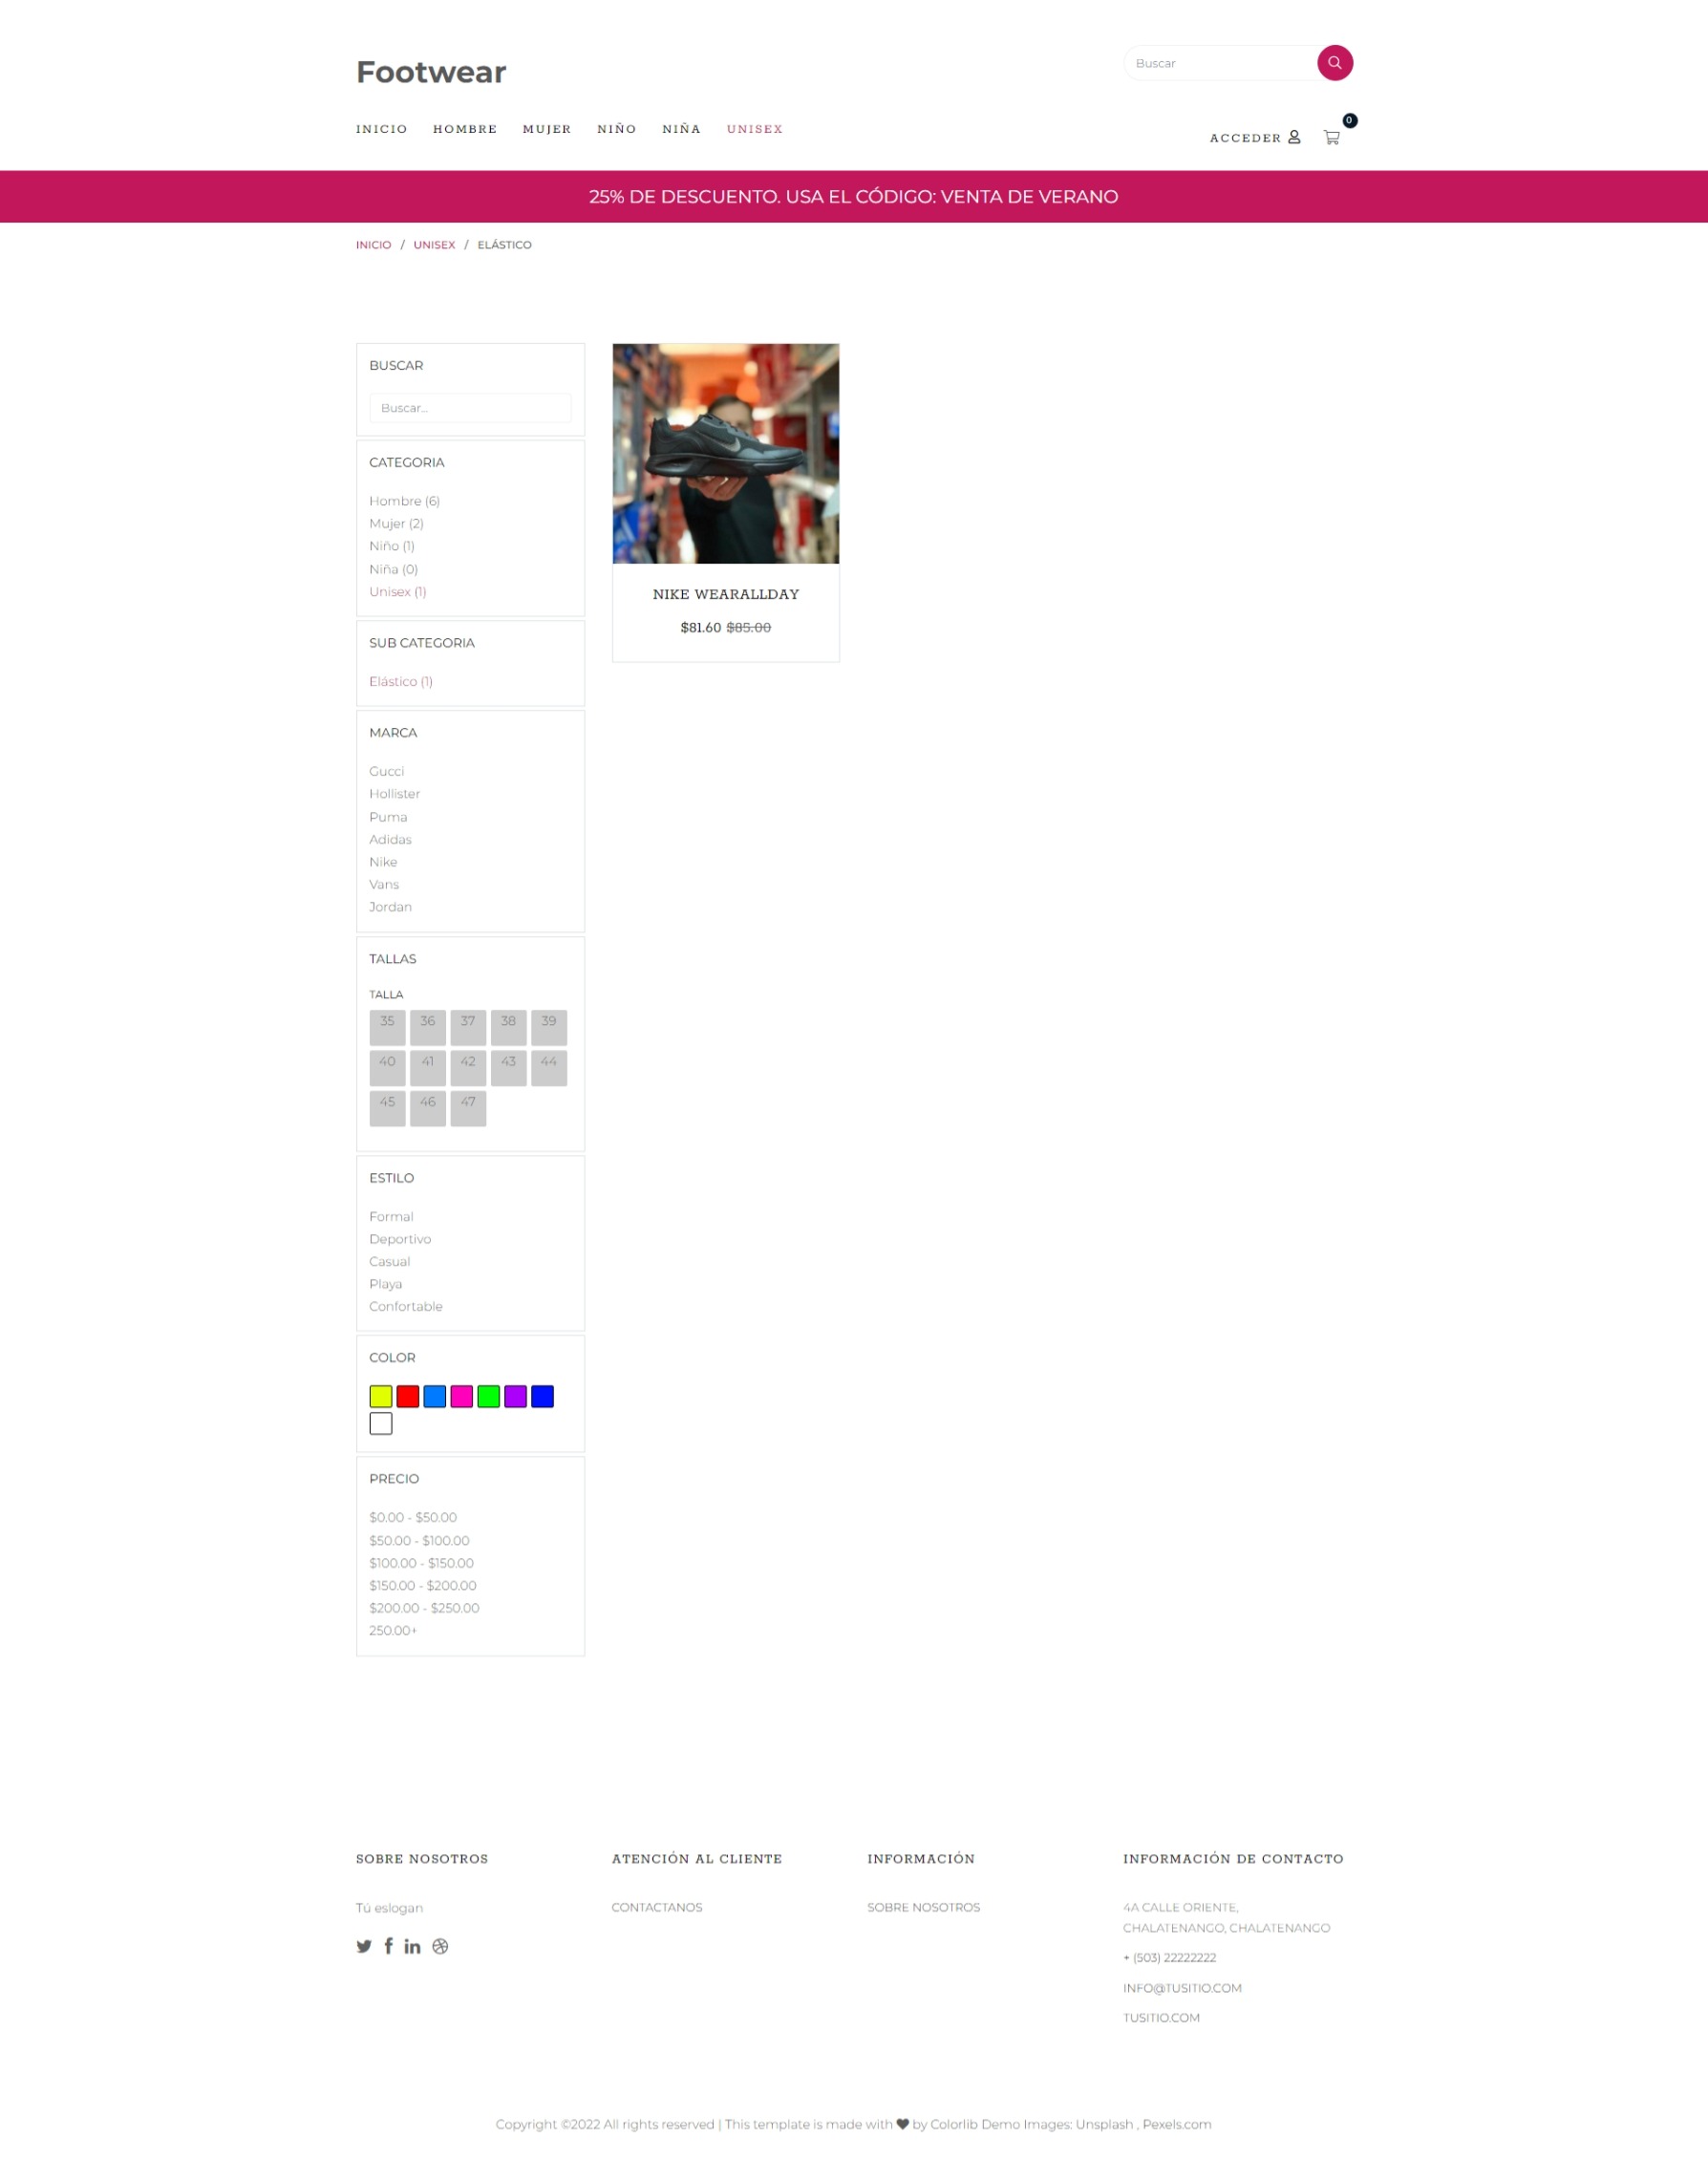 Footwear
Buscar
INICIO HOMBRE MUJER NIÑO NIÑA UNISEX
ACCEDER 0
25% DE DESCUENTO. USA EL CÓDIGO: VENTA DE VERANO
INICIO / UNISEX / ELÁSTICO
BUSCAR
Buscar...
CATEGORIA
Hombre (6)
Mujer (2)
Niño (1)
Niña (0)
Unisex (1)
SUB CATEGORIA
Elástico (1)
MARCA
Gucci
Hollister
Puma
Adidas
Nike
Vans
Jordan
TALLAS
TALLA
35 36 37 38 39
40 41 42 43 44
45 46 47
ESTILO
Formal
Deportivo
Casual
Playa
Confortable
COLOR
PRECIO
$0.00 - $50.00
$50.00 - $100.00
$100.00 - $150.00
$150.00 - $200.00
$200.00 - $250.00
250.00+
NIKE WEARALLDAY
$81.60 $85.00
SOBRE NOSOTROS
Tú eslogan
ATENCIÓN AL CLIENTE
CONTACTANOS
INFORMACIÓN
SOBRE NOSOTROS
INFORMACIÓN DE CONTACTO
4A CALLE ORIENTE,
CHALATENANGO, CHALATENANGO
+ (503) 22222222
INFO@TUSITIO.COM
TUSITIO.COM
Copyright ©2022 All rights reserved | This template is made with ♥ by Colorlib Demo Images: Unsplash , Pexels.com